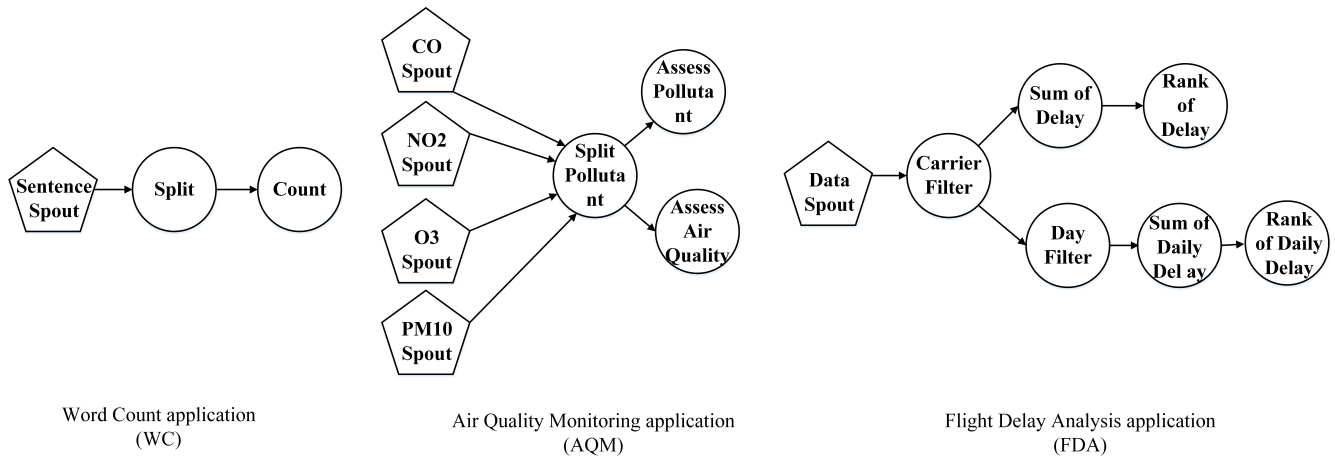 Sentence
Spout
Split
Count
Word Count application
(WC)
CO
Spout
NO2
Spout
O3
Spout
PM10
Spout
Split
Polluta
nt
Assess
Polluta
nt
Assess
Air
Quality
Air Quality Monitoring application
(AQM)
Data
Spout
Carrier
Filter
Sum of
Delay
Rank
of
Delay
Day
Filter
Sum of
Daily
Del ay
Rank
of Daily
Delay
Flight Delay Analysis application
(FDA)